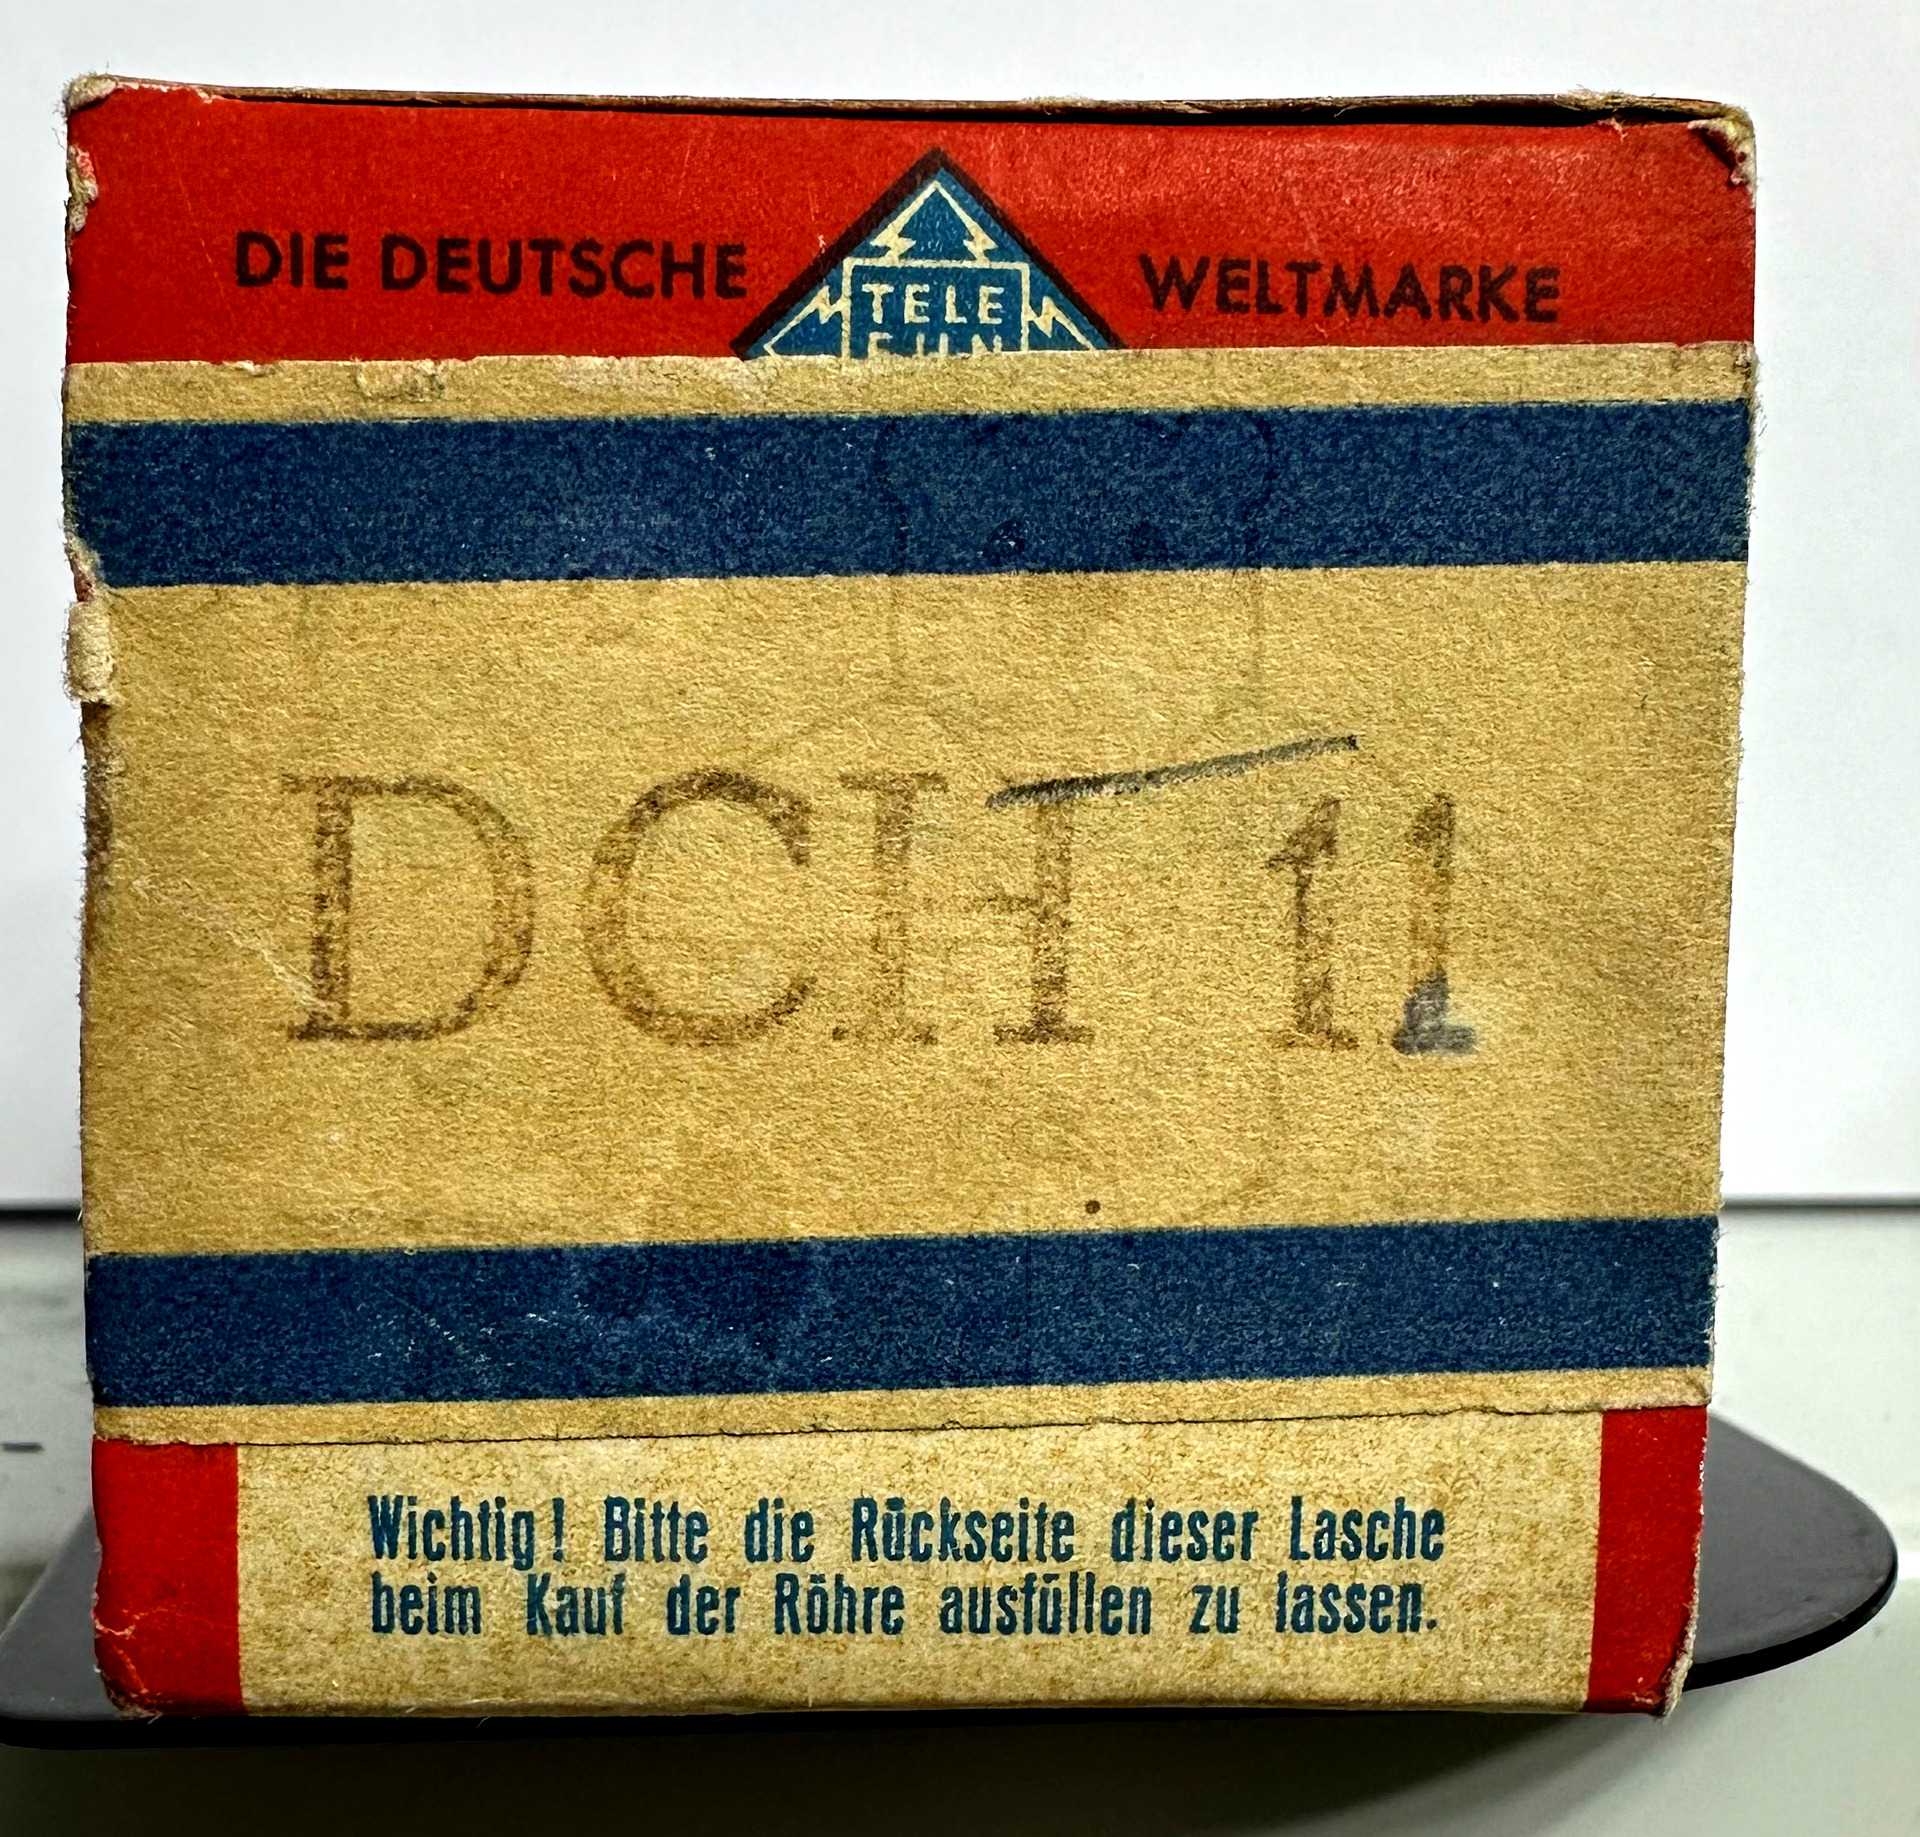 DIE DEUTSCHE TELE WELTMARKE
FUN
DCH 11
Wichtig! Bitte die Rückseite dieser Lasche
beim Kauf der Röhre ausfüllen zu lassen.